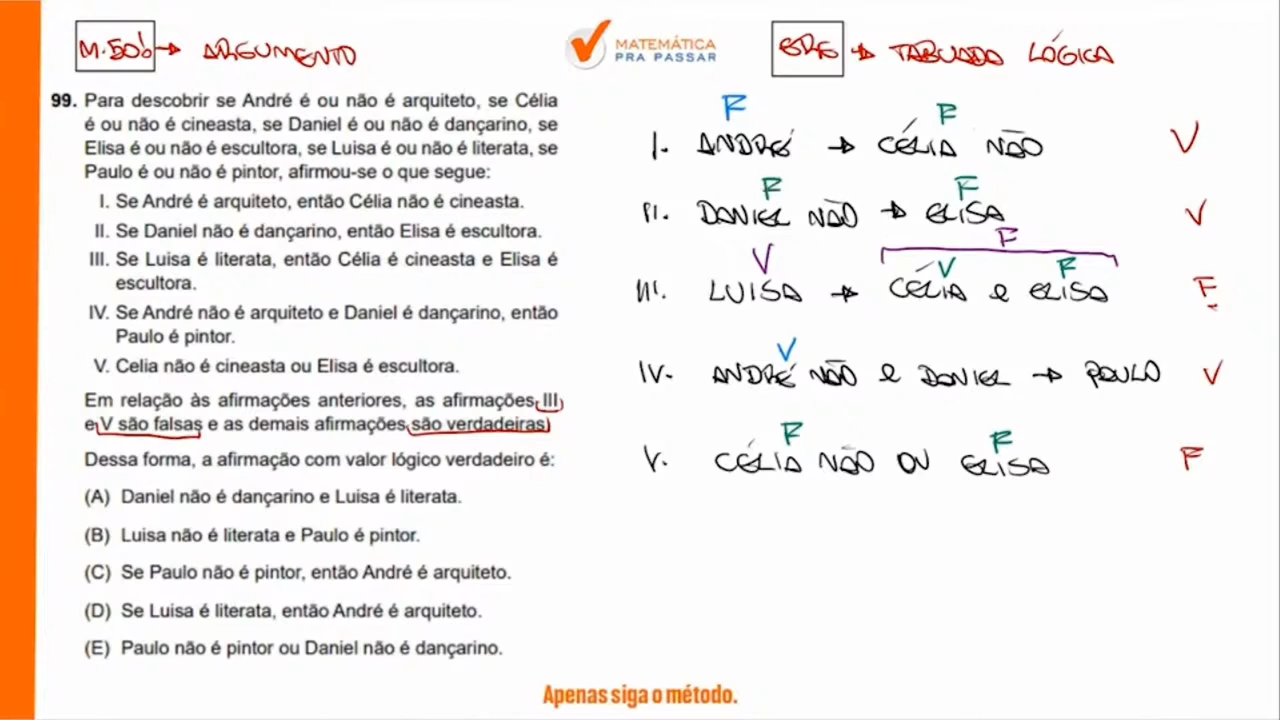 M.506 → ARGUMENTO
MATEMÁTICA
PRA PASSAR
→ TABUADA LÓGICA
99. Para descobrir se André é ou não é arquiteto, se Célia
é ou não é cineasta, se Daniel é ou não é dançarino, se
Elisa é ou não é escultora, se Luisa é ou não é literata, se
Paulo é ou não é pintor, afirmou-se o que segue:
I. Se André é arquiteto, então Célia não é cineasta.
II. Se Daniel não é dançarino, então Elisa é escultora.
III. Se Luisa é literata, então Célia é cineasta e Elisa é
escultora.
IV. Se André não é arquiteto e Daniel é dançarino, então
Paulo é pintor.
V. Celia não é cineasta ou Elisa é escultora.
Em relação às afirmações anteriores, as afirmações III
e V são falsas e as demais afirmações são verdadeiras.
Dessa forma, a afirmação com valor lógico verdadeiro é:
(A) Daniel não é dançarino e Luisa é literata.
(B) Luisa não é literata e Paulo é pintor.
(C) Se Paulo não é pintor, então André é arquiteto.
(D) Se Luisa é literata, então André é arquiteto.
(E) Paulo não é pintor ou Daniel não é dançarino.
F F
I. ANDRÉ → CÉLIA NÃO V
F F
II. DANIEL NÃO → ELISA V
F
V V F
III. LUISA → CÉLIA e ELISA F
V
IV. ANDRÉ NÃO e DANIEL → PAULO V
F F
V. CÉLIA NÃO OU ELISA F
Apenas siga o método.